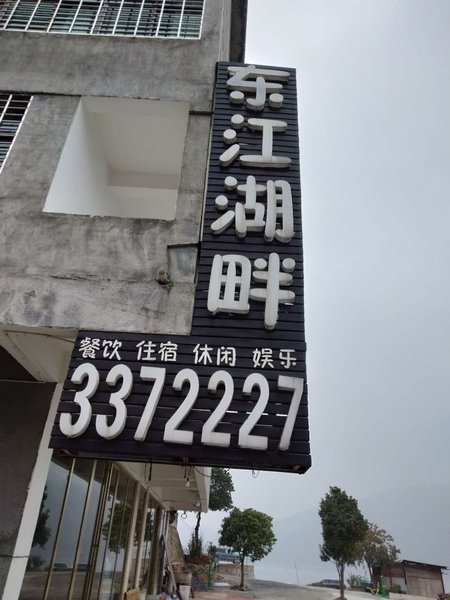 东江湖畔
餐饮 住宿 休闲 娱乐
3372227